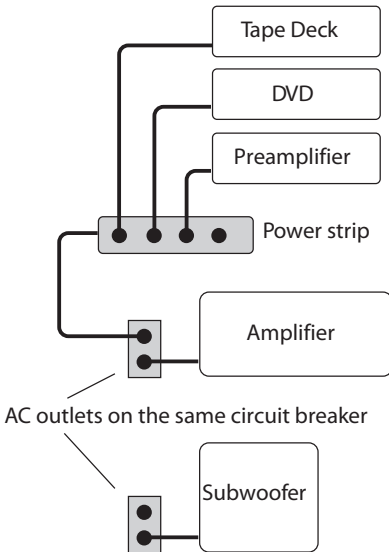 Tape Deck
DVD
Preamplifier
Power strip
Amplifier
AC outlets on the same circuit breaker
Subwoofer